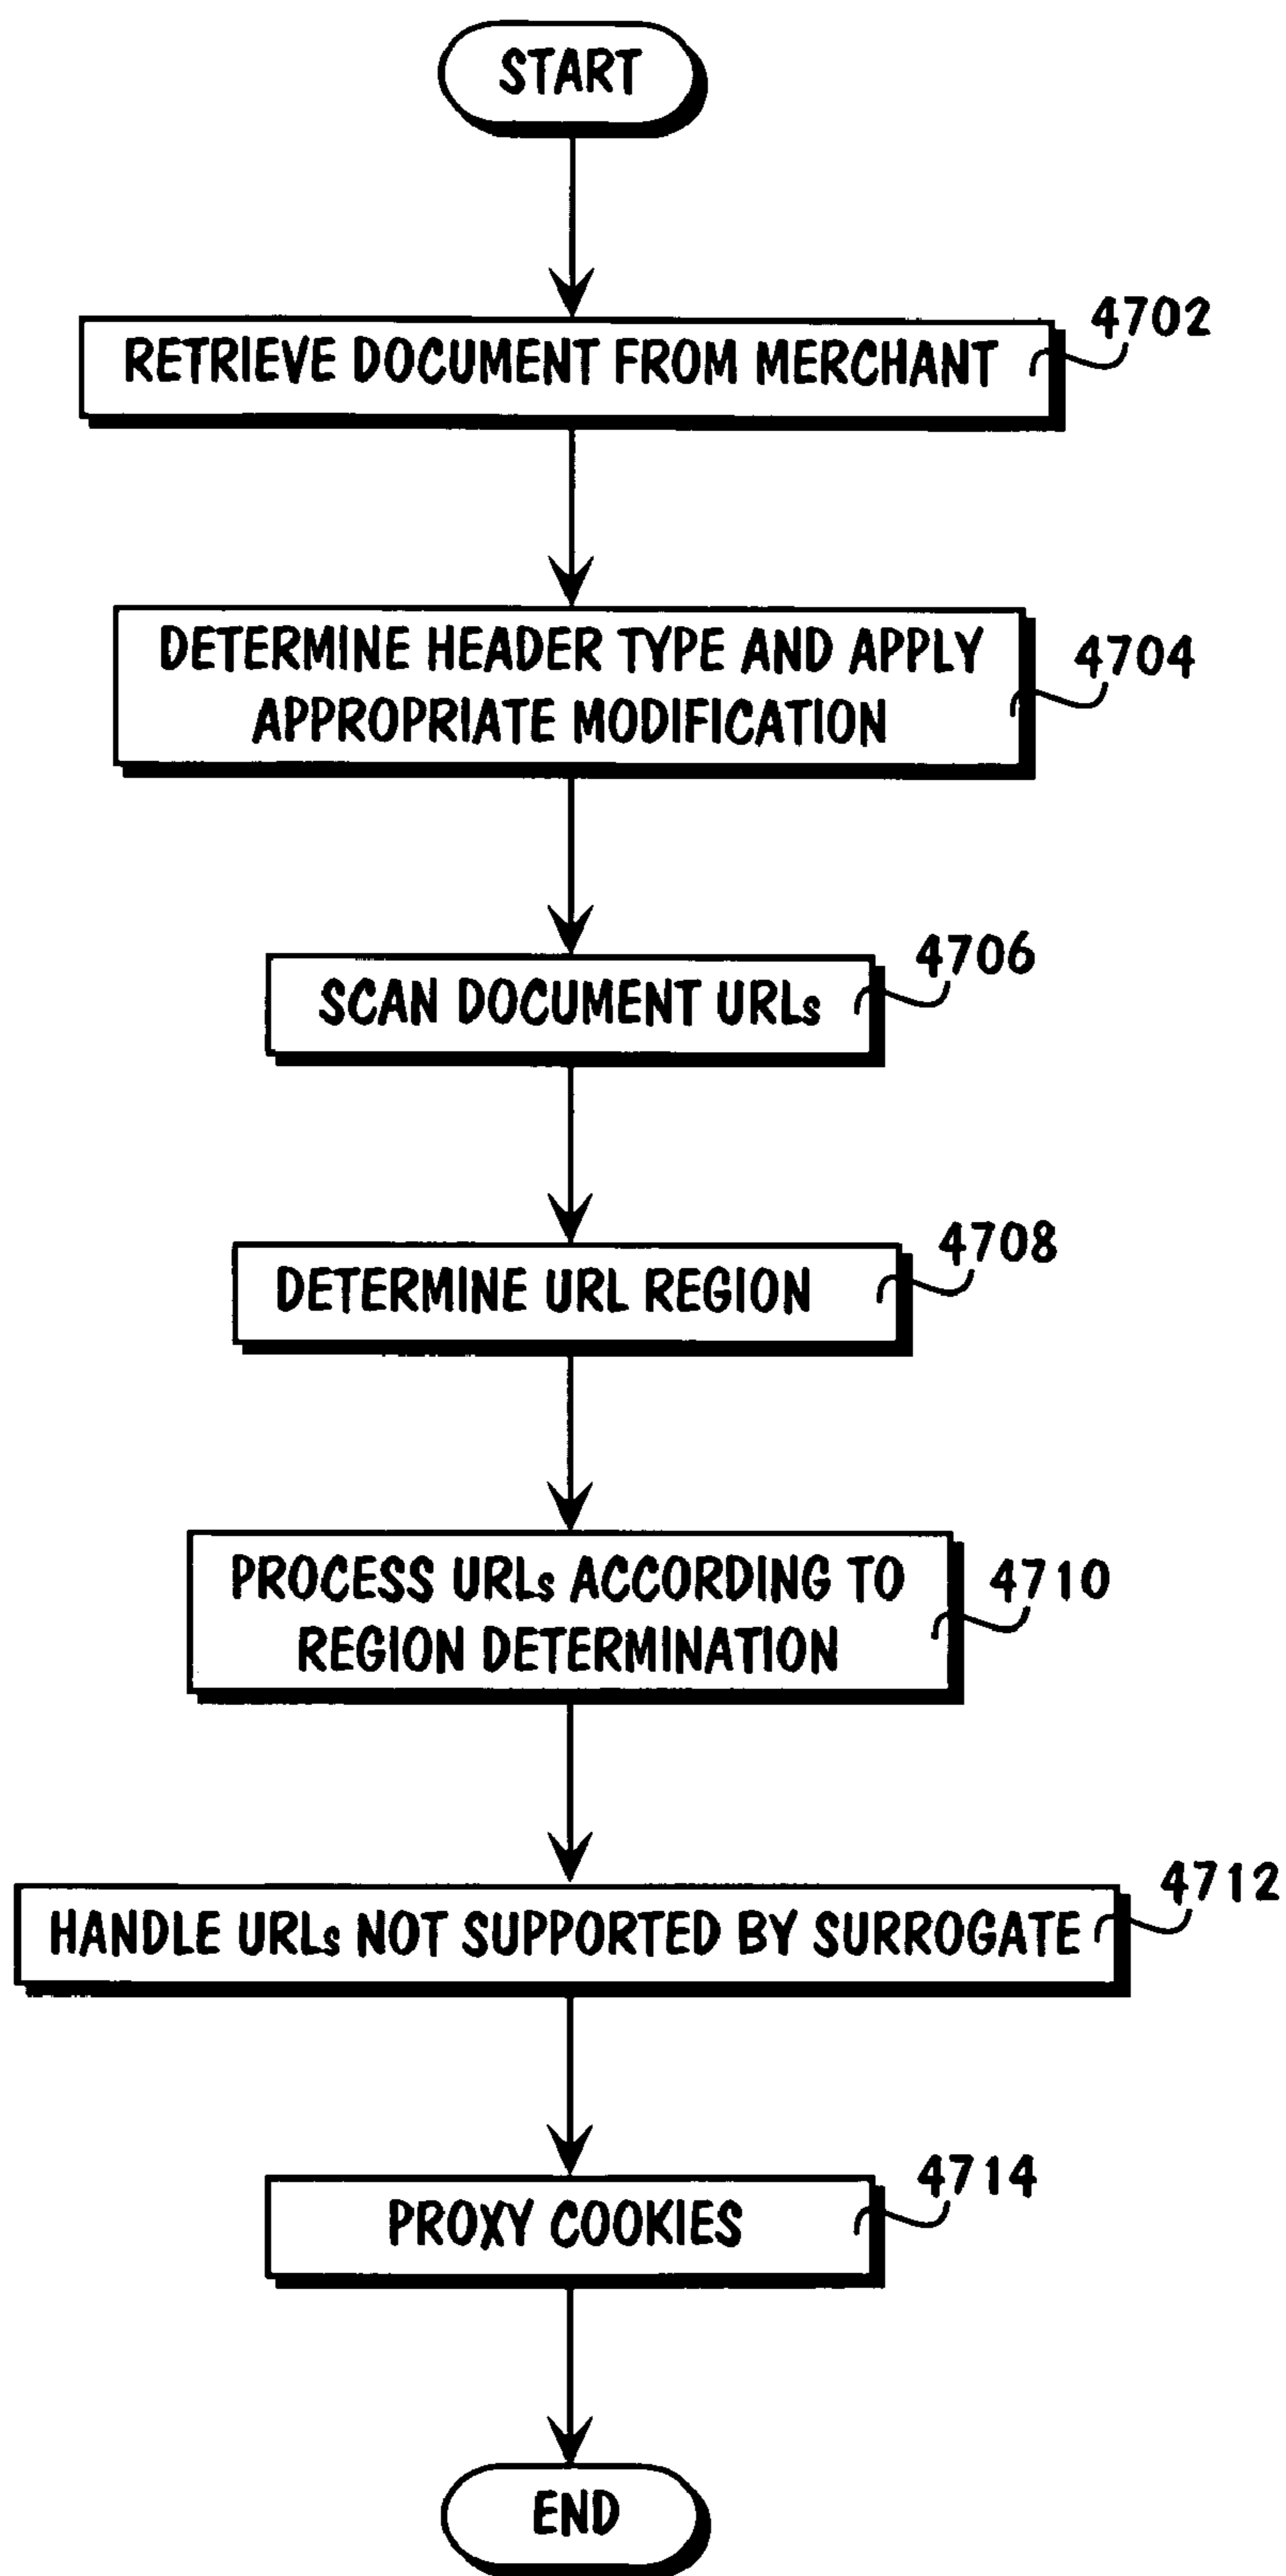 START
RETRIEVE DOCUMENT FROM MERCHANT
4702
DETERMINE HEADER TYPE AND APPLY
APPROPRIATE MODIFICATION
4704
SCAN DOCUMENT URLs
4706
DETERMINE URL REGION
4708
PROCESS URLs ACCORDING TO
REGION DETERMINATION
4710
HANDLE URLs NOT SUPPORTED BY SURROGATE
4712
PROXY COOKIES
4714
END